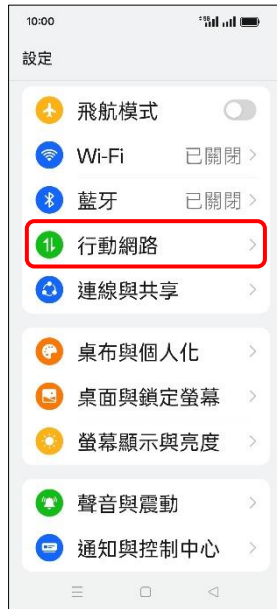 10:00
設定
飛航模式
Wi-Fi 已關閉
藍牙 已關閉
行動網路
連線與共享
桌布與個人化
桌面與鎖定螢幕
螢幕顯示與亮度
聲音與震動
通知與控制中心